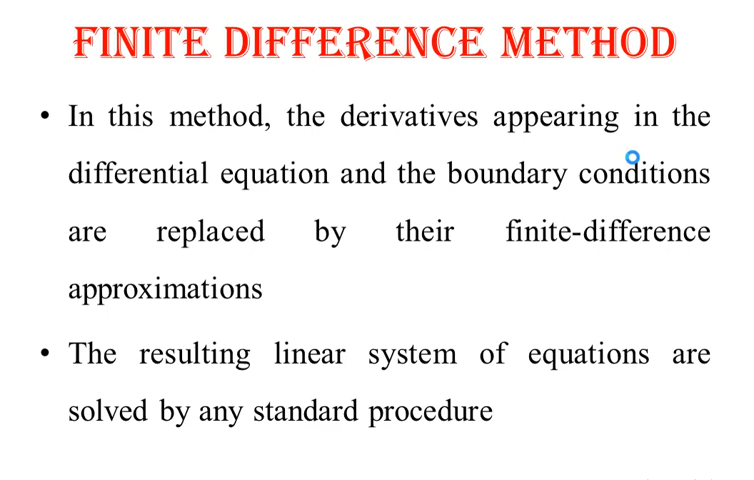 FINITE DIFFERENCE METHOD
• In this method, the derivatives appearing in the
differential equation and the boundary conditions
are replaced by their finite-difference
approximations
• The resulting linear system of equations are
solved by any standard procedure